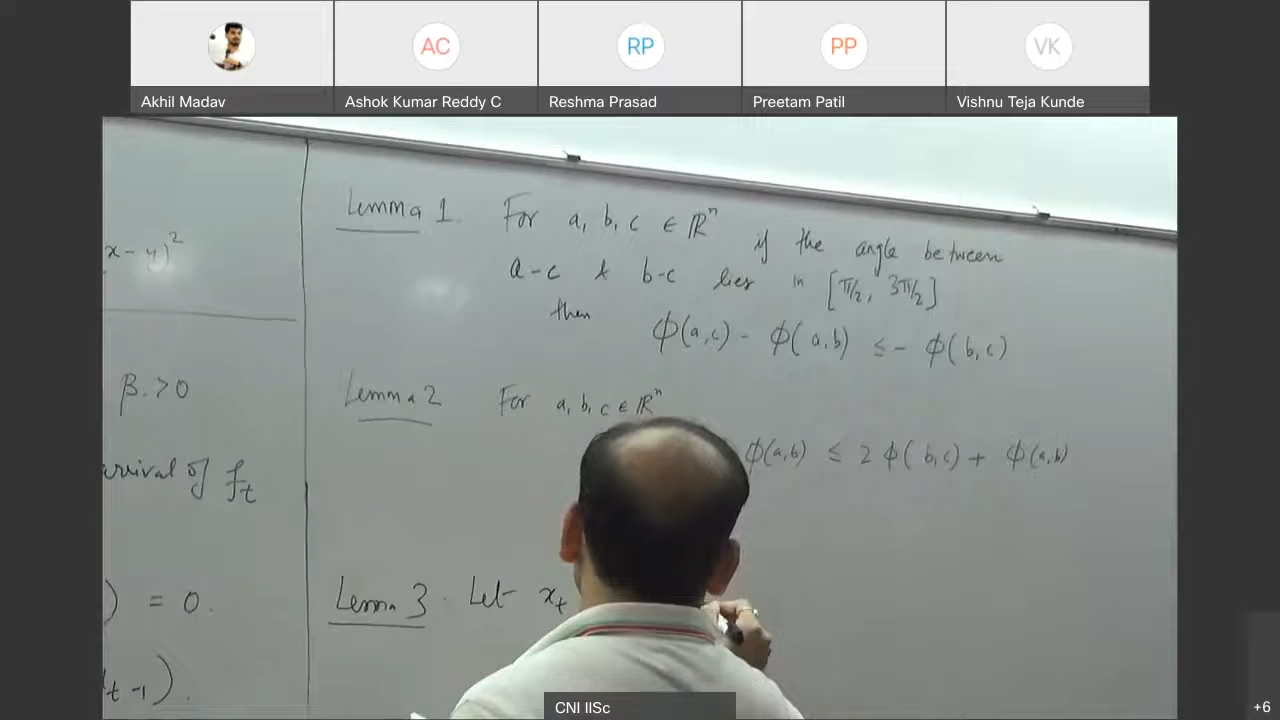 AC
RP
PP
VK
Akhil Madav
Ashok Kumar Reddy C
Reshma Prasad
Preetam Patil
Vishnu Teja Kunde
x - y)²
β > 0
of f_t
) = 0.
t-1).
Lemma 1. For a, b, c ∈ ℝⁿ if the angle between
a-c & b-c lies in [π/2, 3π/2]
then ϕ(a,c) - ϕ(a,b) ≤ - ϕ(b,c)
Lemma 2 For a, b, c ∈ ℝⁿ
ϕ(a,b) ≤ 2 ϕ(b,c) + ϕ(a,b)
Lemma 3. Let x_t
CNI IISc
+6